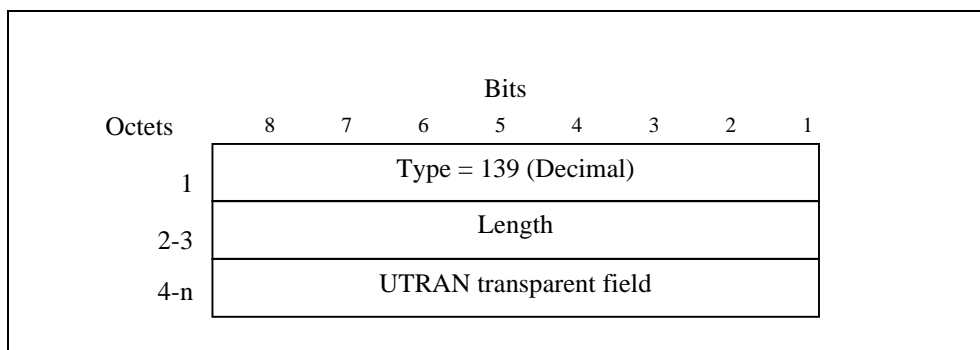 Bits
Octets 8 7 6 5 4 3 2 1
1 Type = 139 (Decimal)
2-3 Length
4-n UTRAN transparent field